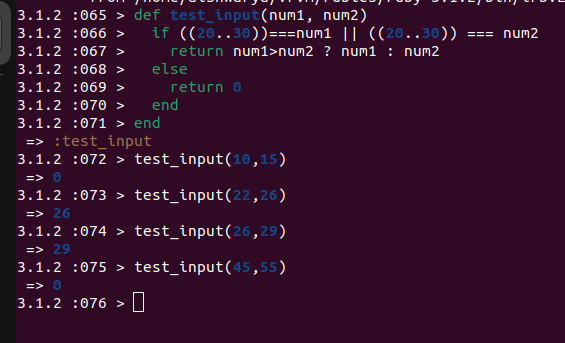 3.1.2 :065 > def test_input(num1, num2)
3.1.2 :066 >   if ((20..30))===num1 || ((20..30)) === num2
3.1.2 :067 >     return num1>num2 ? num1 : num2
3.1.2 :068 >   else
3.1.2 :069 >     return 0
3.1.2 :070 >   end
3.1.2 :071 > end
 => :test_input
3.1.2 :072 > test_input(10,15)
 => 0
3.1.2 :073 > test_input(22,26)
 => 26
3.1.2 :074 > test_input(26,29)
 => 29
3.1.2 :075 > test_input(45,55)
 => 0
3.1.2 :076 >